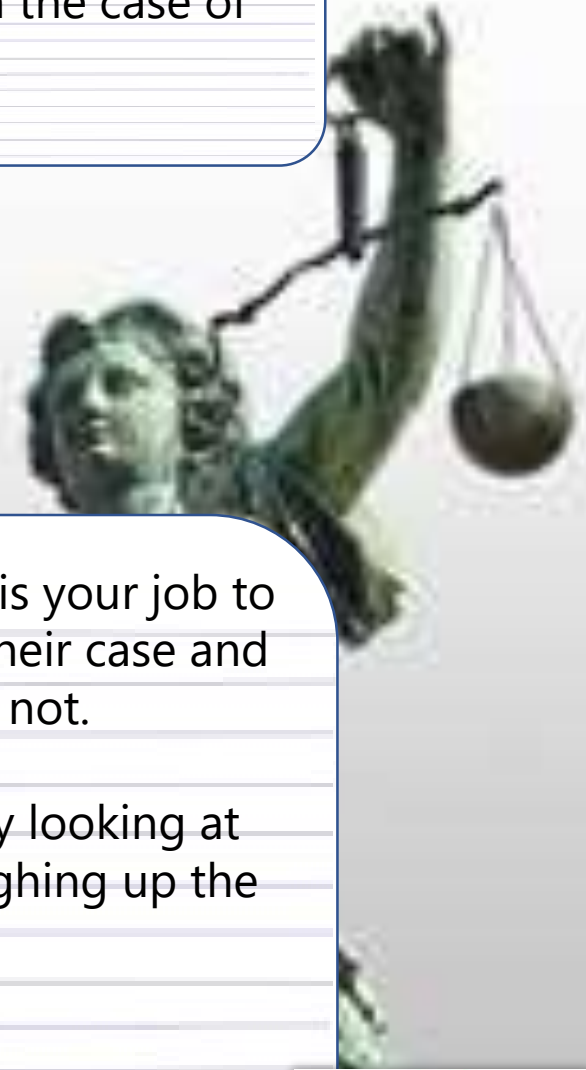 the case of
is your job to
heir case and
not.
y looking at
ghing up the